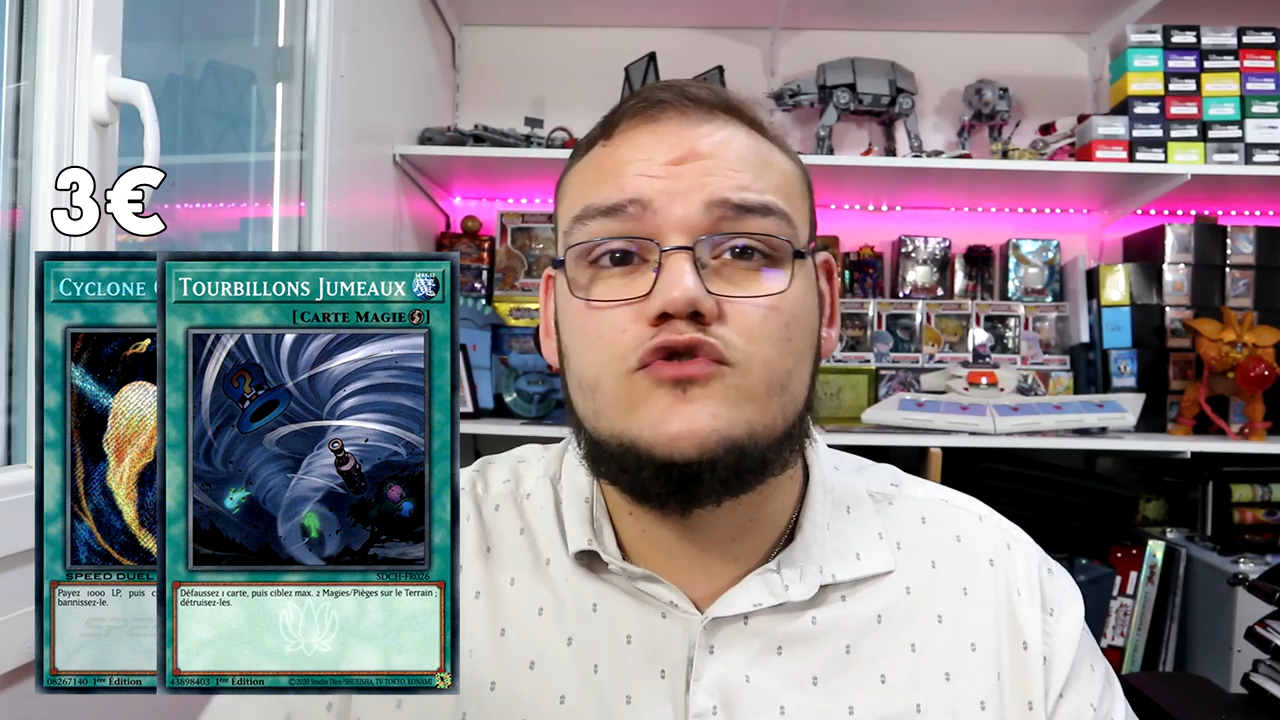 3€
CYCLONE
TOURBILLONS JUMEAUX
[CARTE MAGIE]
SPEED DUEL
SDCH-FR026
Payez 1000 LP, puis c
bannissez-le.
Défaussez 1 carte, puis ciblez max. 2 Magies/Pièges sur le Terrain ;
détruisez-les.
08267140 1ère Édition
43898403 1ère Édition
©2020 Studio Dice/SHUEISHA, TV TOKYO, KONAMI